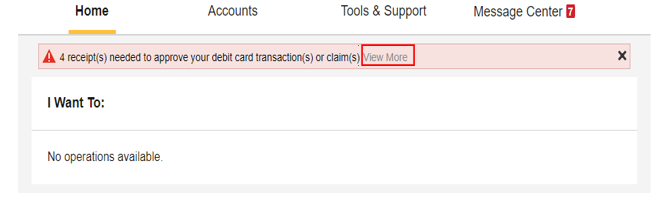 Home Accounts Tools & Support Message Center 7
4 receipt(s) needed to approve your debit card transaction(s) or claim(s) View More
I Want To:
No operations available.